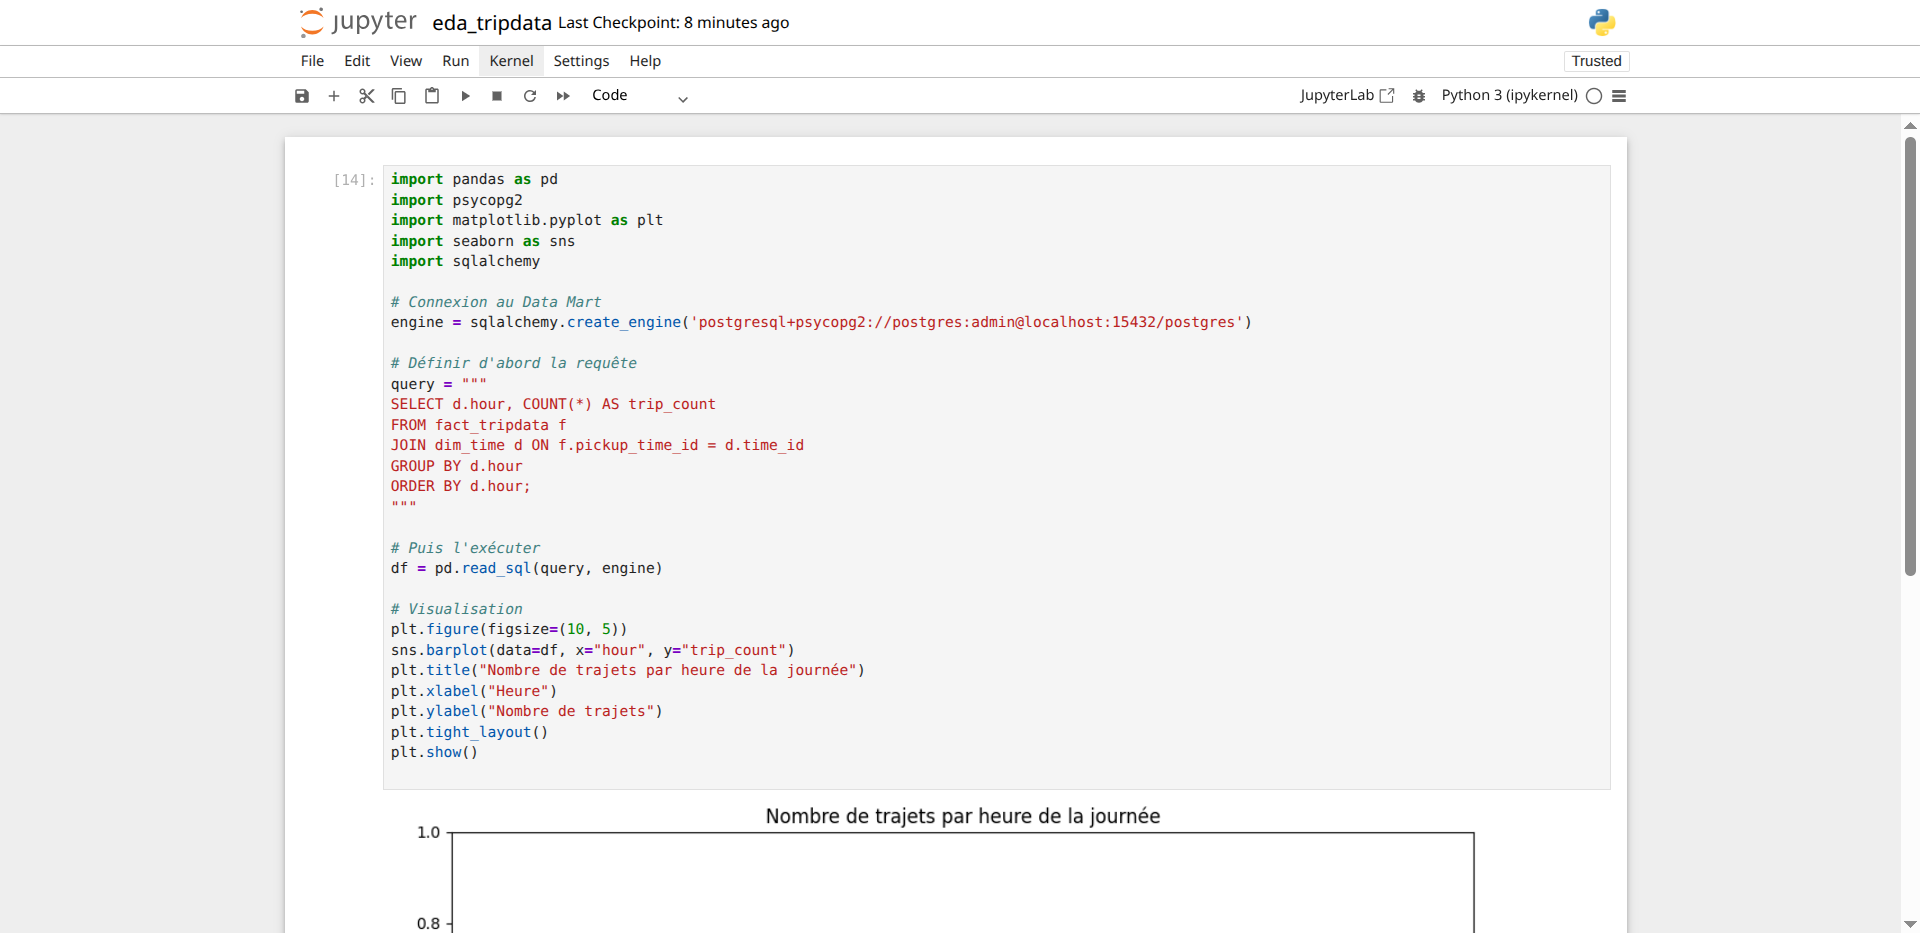 jupyter eda_tripdata Last Checkpoint: 8 minutes ago
File Edit View Run Kernel Settings Help Trusted
Code JupyterLab Python 3 (ipykernel)
[14]:
import pandas as pd
import psycopg2
import matplotlib.pyplot as plt
import seaborn as sns
import sqlalchemy
# Connexion au Data Mart
engine = sqlalchemy.create_engine('postgresql+psycopg2://postgres:admin@localhost:15432/postgres')
# Définir d'abord la requête
query = """
SELECT d.hour, COUNT(*) AS trip_count
FROM fact_tripdata f
JOIN dim_time d ON f.pickup_time_id = d.time_id
GROUP BY d.hour
ORDER BY d.hour;
"""
# Puis l'exécuter
df = pd.read_sql(query, engine)
# Visualisation
plt.figure(figsize=(10, 5))
sns.barplot(data=df, x="hour", y="trip_count")
plt.title("Nombre de trajets par heure de la journée")
plt.xlabel("Heure")
plt.ylabel("Nombre de trajets")
plt.tight_layout()
plt.show()
Nombre de trajets par heure de la journée
1.0
0.8